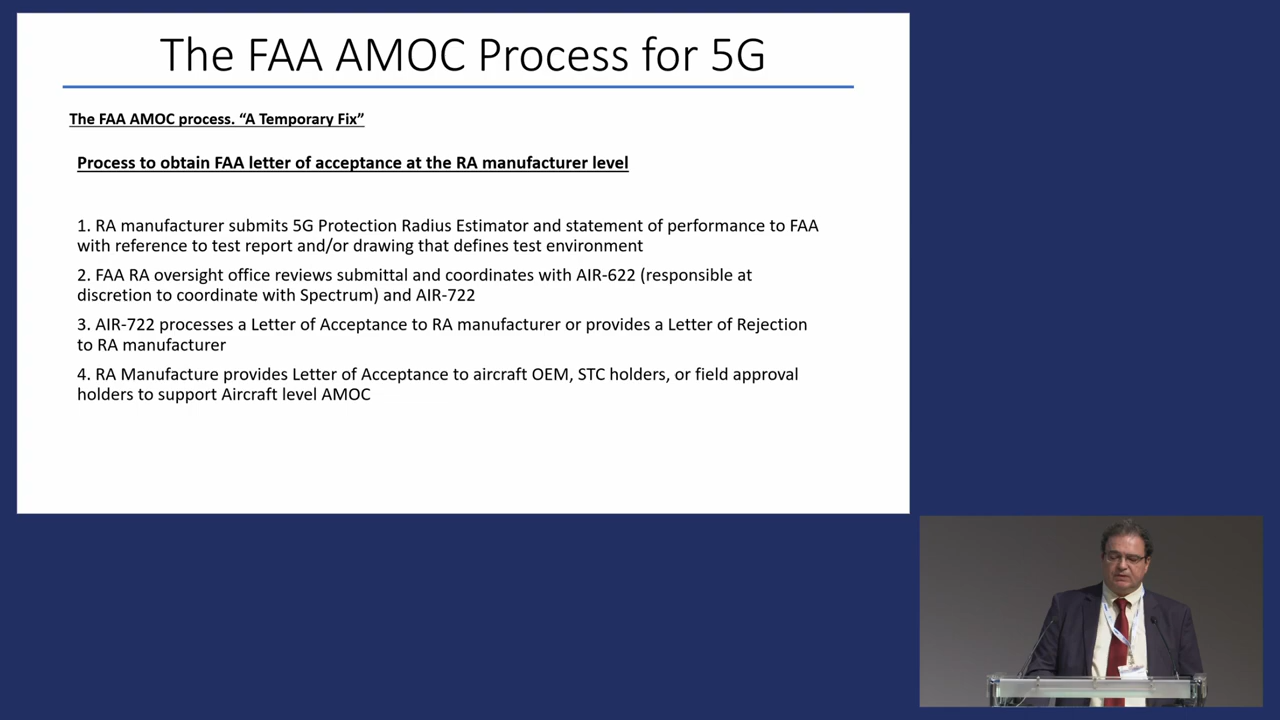 The FAA AMOC Process for 5G
The FAA AMOC process. “A Temporary Fix”
Process to obtain FAA letter of acceptance at the RA manufacturer level
1. RA manufacturer submits 5G Protection Radius Estimator and statement of performance to FAA
with reference to test report and/or drawing that defines test environment
2. FAA RA oversight office reviews submittal and coordinates with AIR-622 (responsible at
discretion to coordinate with Spectrum) and AIR-722
3. AIR-722 processes a Letter of Acceptance to RA manufacturer or provides a Letter of Rejection
to RA manufacturer
4. RA Manufacture provides Letter of Acceptance to aircraft OEM, STC holders, or field approval
holders to support Aircraft level AMOC